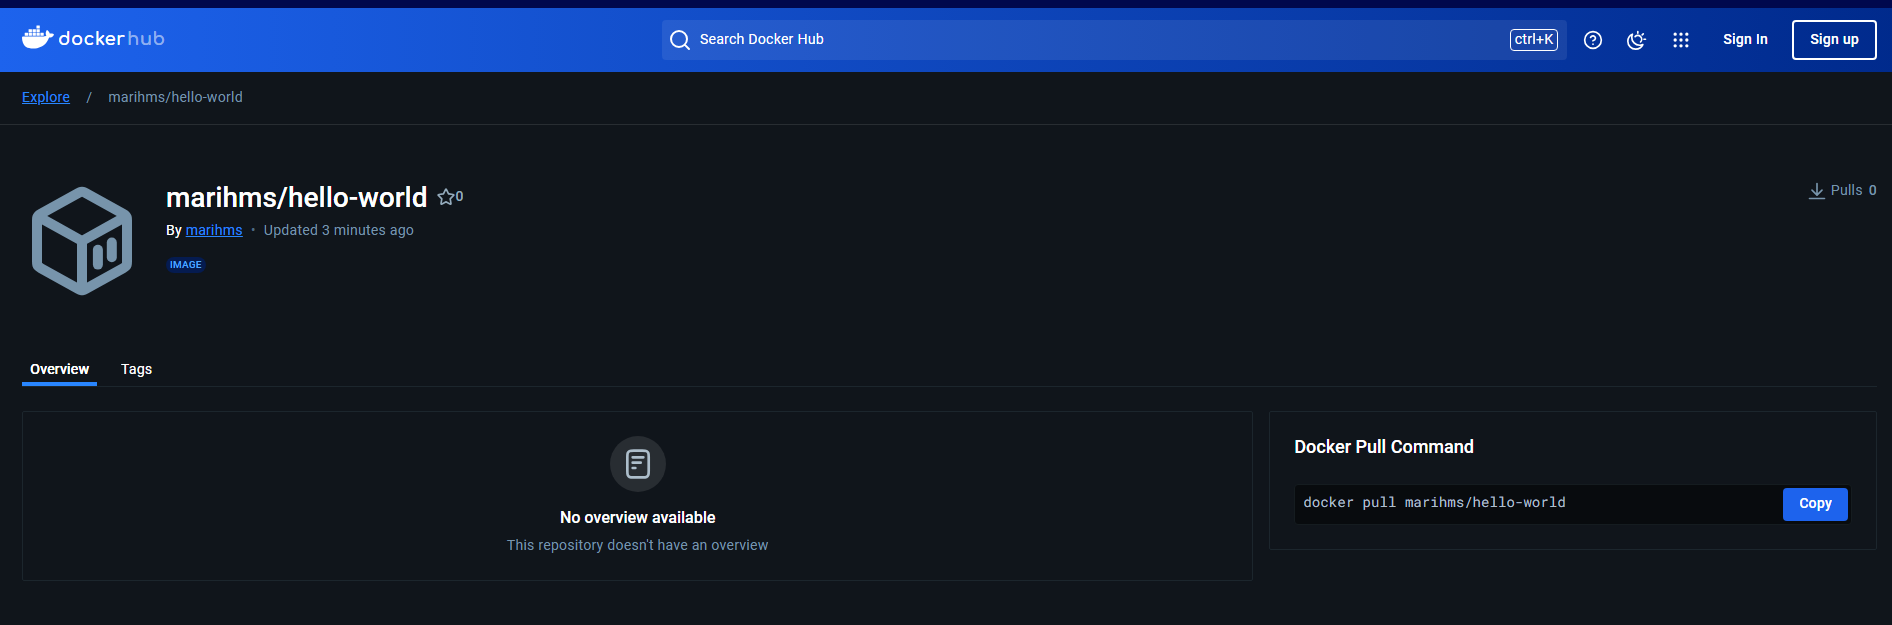 dockerhub
Search Docker Hub
ctrl+K
Sign In
Sign up
Explore / marihms/hello-world
marihms/hello-world 0
Pulls 0
By marihms • Updated 3 minutes ago
IMAGE
Overview
Tags
No overview available
This repository doesn't have an overview
Docker Pull Command
docker pull marihms/hello-world
Copy